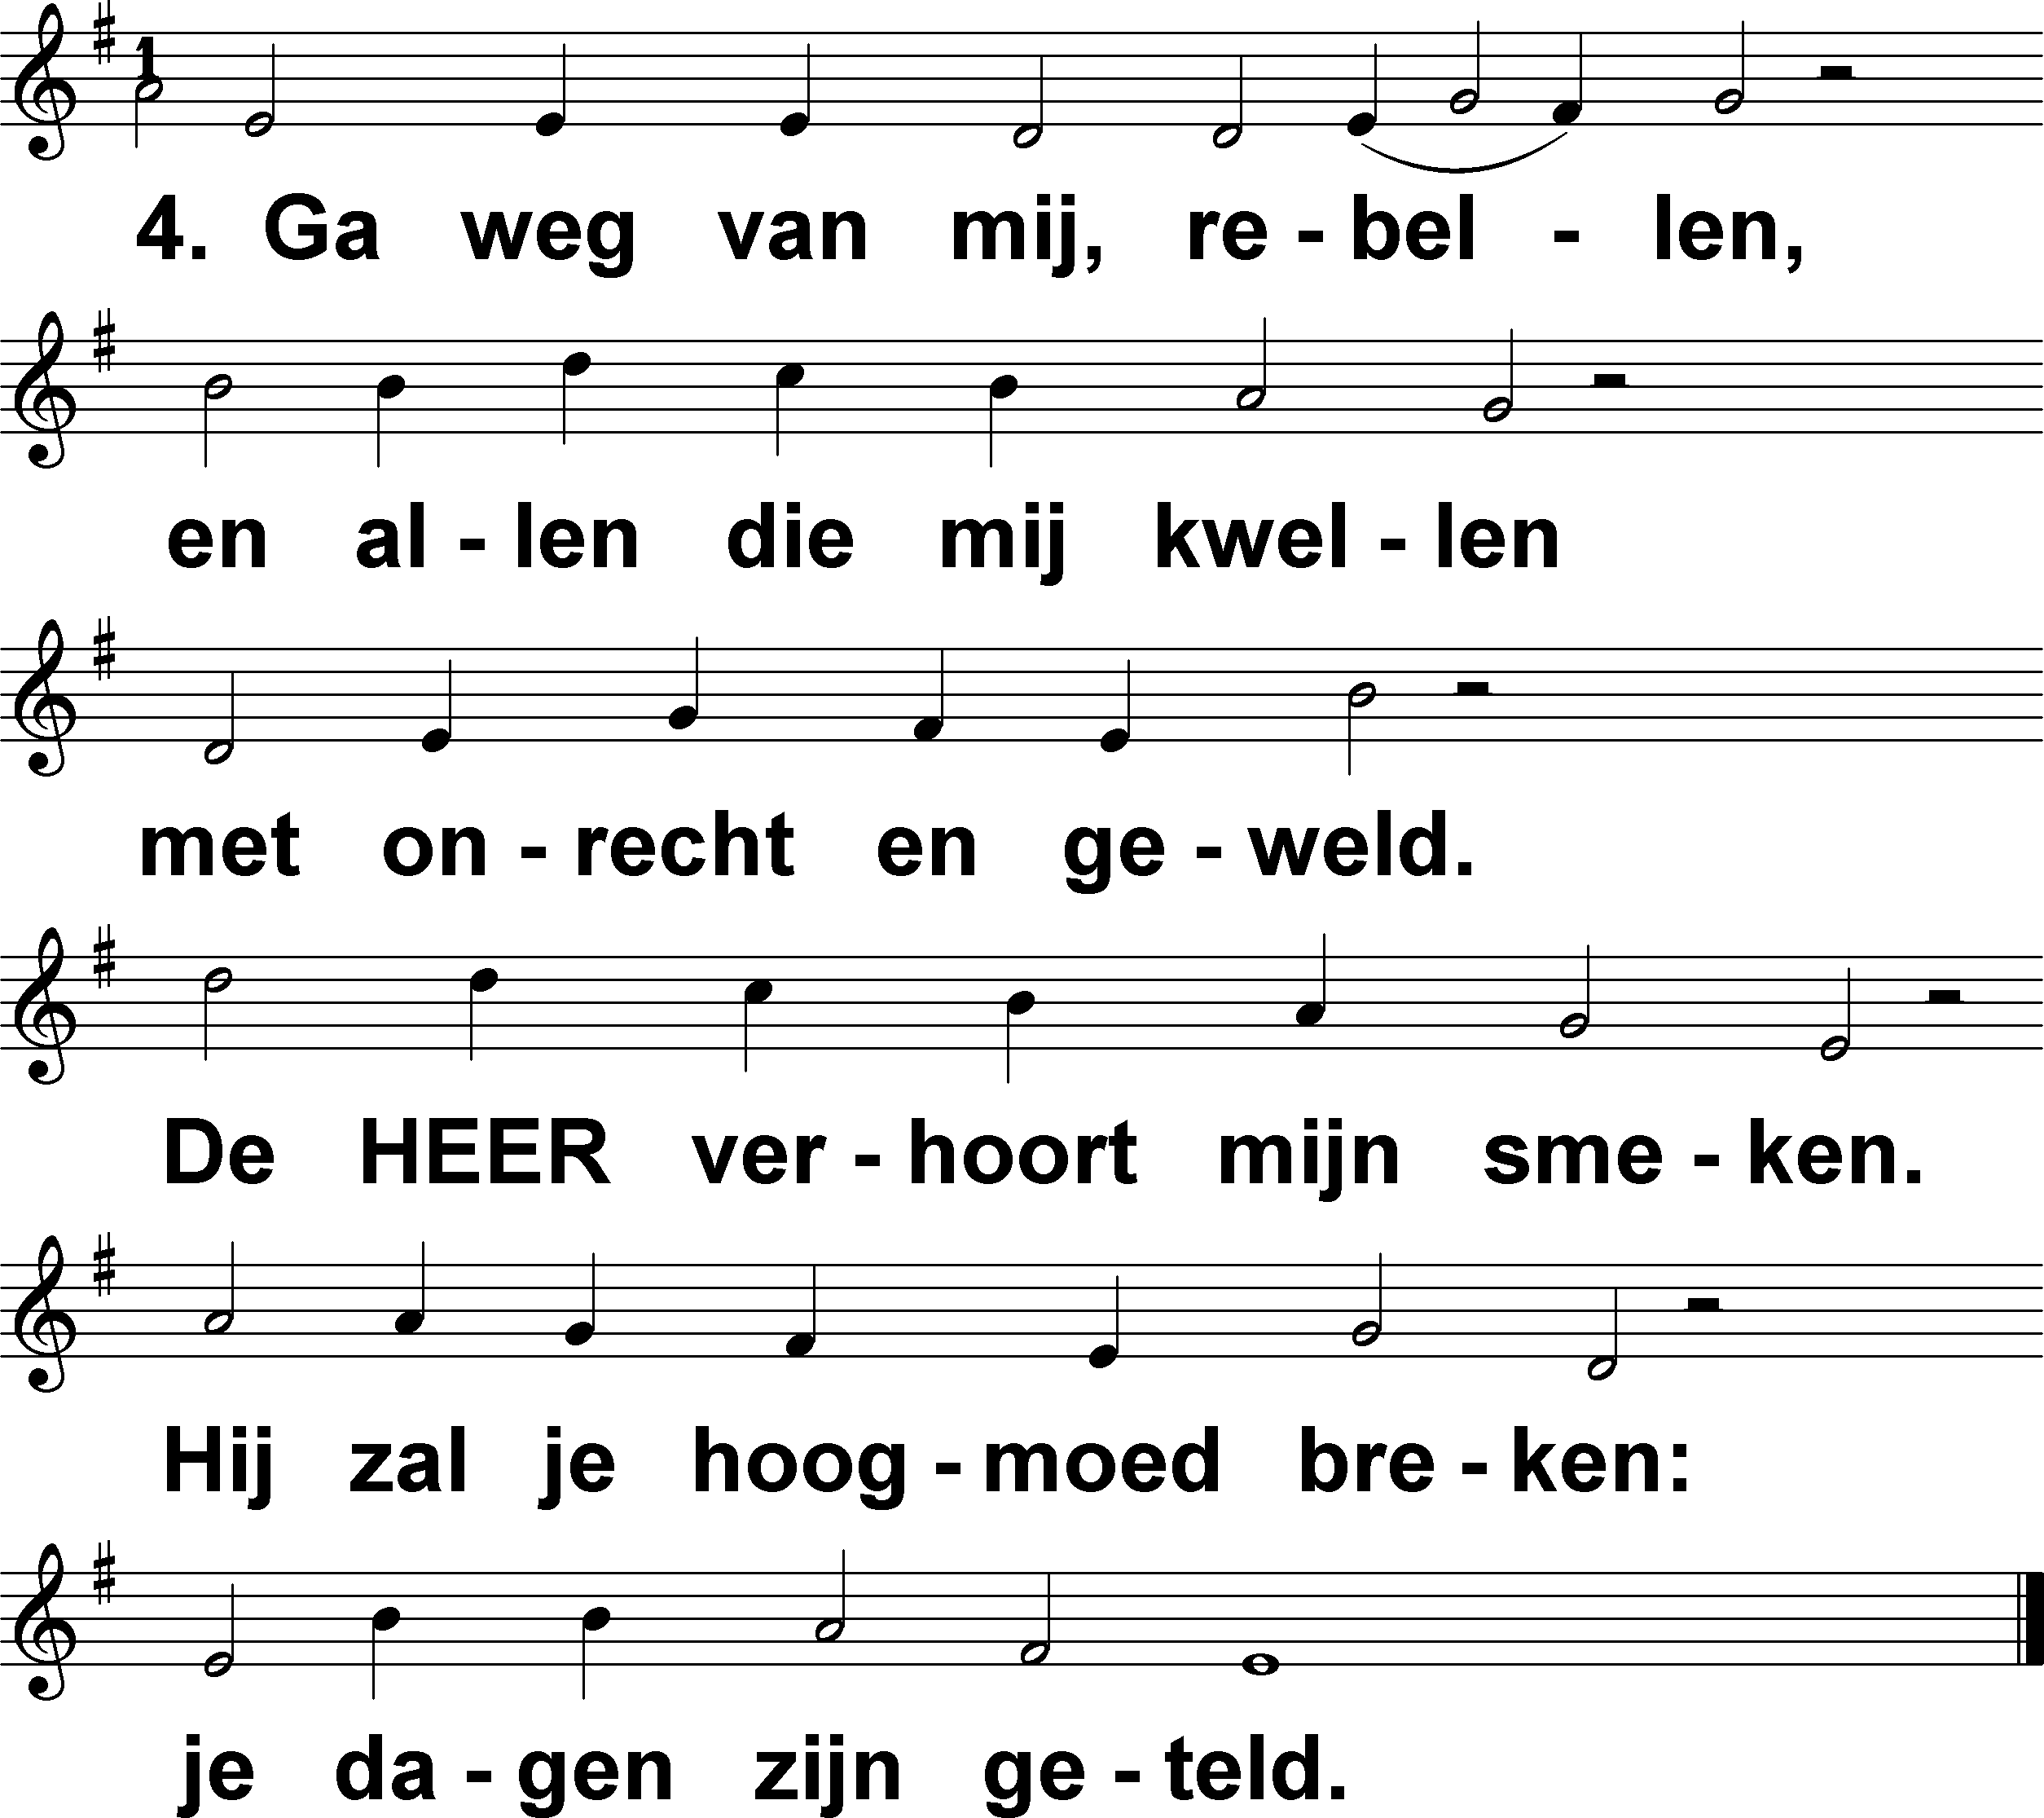 1
4. Ga weg van mij, re - bel - len,
en al - len die mij kwel - len
met on - recht en ge - weld.
De HEER ver - hoort mijn sme - ken.
Hij zal je hoog - moed bre - ken:
je da - gen zijn ge - teld.